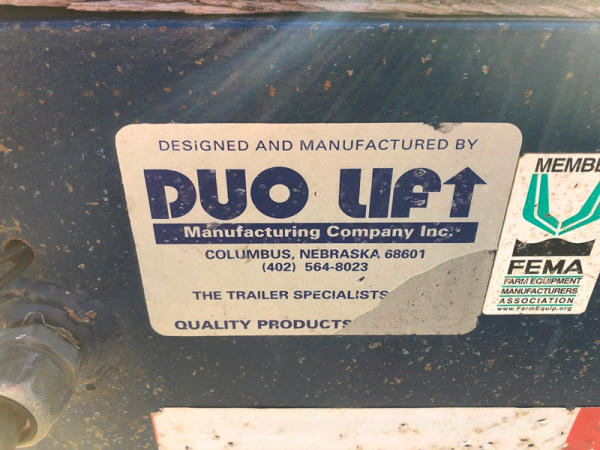 DESIGNED AND MANUFACTURED BY
DUO LIFT
Manufacturing Company Inc.
COLUMBUS, NEBRASKA 68601
(402) 564-8023
THE TRAILER SPECIALISTS
QUALITY PRODUCTS
MEMBE
FEMA
FARM EQUIPMENT
MANUFACTURERS
ASSOCIATION
www.FarmEquip.org